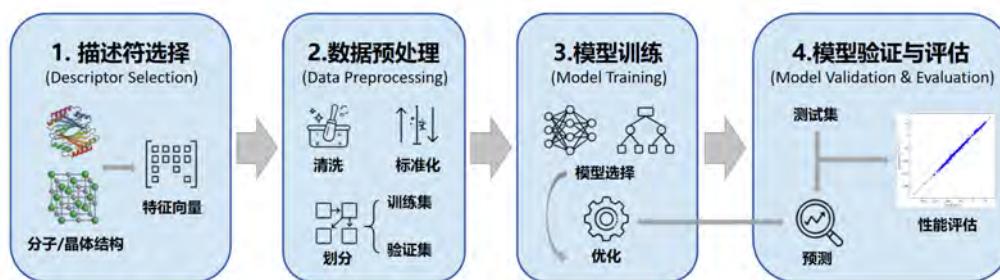 1. 描述符选择
(Descriptor Selection)
特征向量
分子/晶体结构
2.数据预处理
(Data Preprocessing)
清洗
标准化
划分
训练集
验证集
3.模型训练
(Model Training)
模型选择
优化
4.模型验证与评估
(Model Validation & Evaluation)
测试集
预测
性能评估